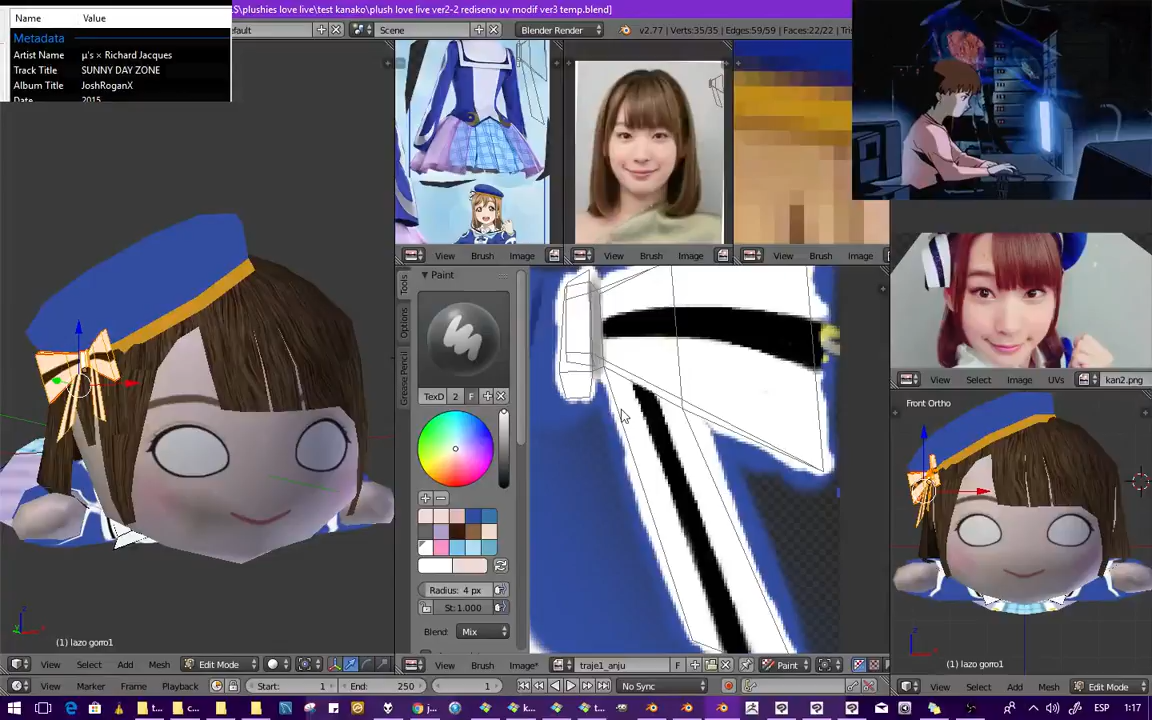 S\plushies love live\test kanako\plush love live ver2-2 rediseno uv modif ver3 temp.blend]
Name Value
Metadata
Artist Name µ's × Richard Jacques
Track Title SUNNY DAY ZONE
Album Title JoshRoganX
Date 2015
efault
Scene
Blender Render
v2.77 | Verts:35/35 | Edges:59/59 | Faces:22/22 | Tris
View Brush Image
View Brush Image
View Brush
Tools
Options
Grease Pencil
Paint
TexD 2 F
Radius: 4 px
St:1.000
Blend: Mix
View Select Image UVs kan2.png
Front Ortho
(1) lazo gorro1
(1) lazo gorro1
View Select Add Mesh Edit Mode
View Brush Image* traje1_anju F Paint
View Select Add Mesh Edit Mode
View Marker Frame Playback Start: 1 End: 250 1 No Sync
ESP 1:17